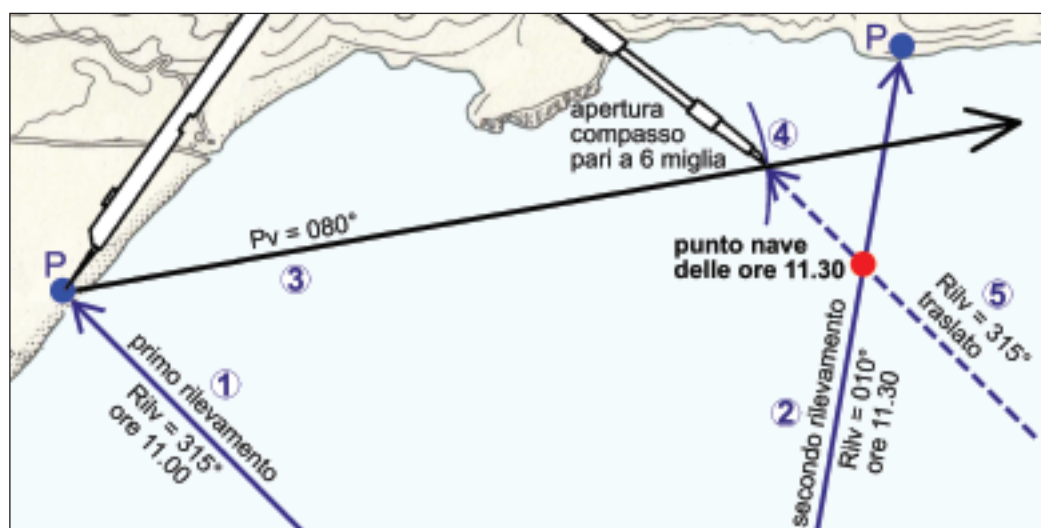 P
apertura
compasso
pari a 6 miglia
4
P
Pv = 080°
3
punto nave
delle ore 11.30
P
primo rilevamento
Rilv = 315°
ore 11.00
1
secondo rilevamento
Rilv = 010°
ore 11.30
2
Rilv = 315°
traslato
5